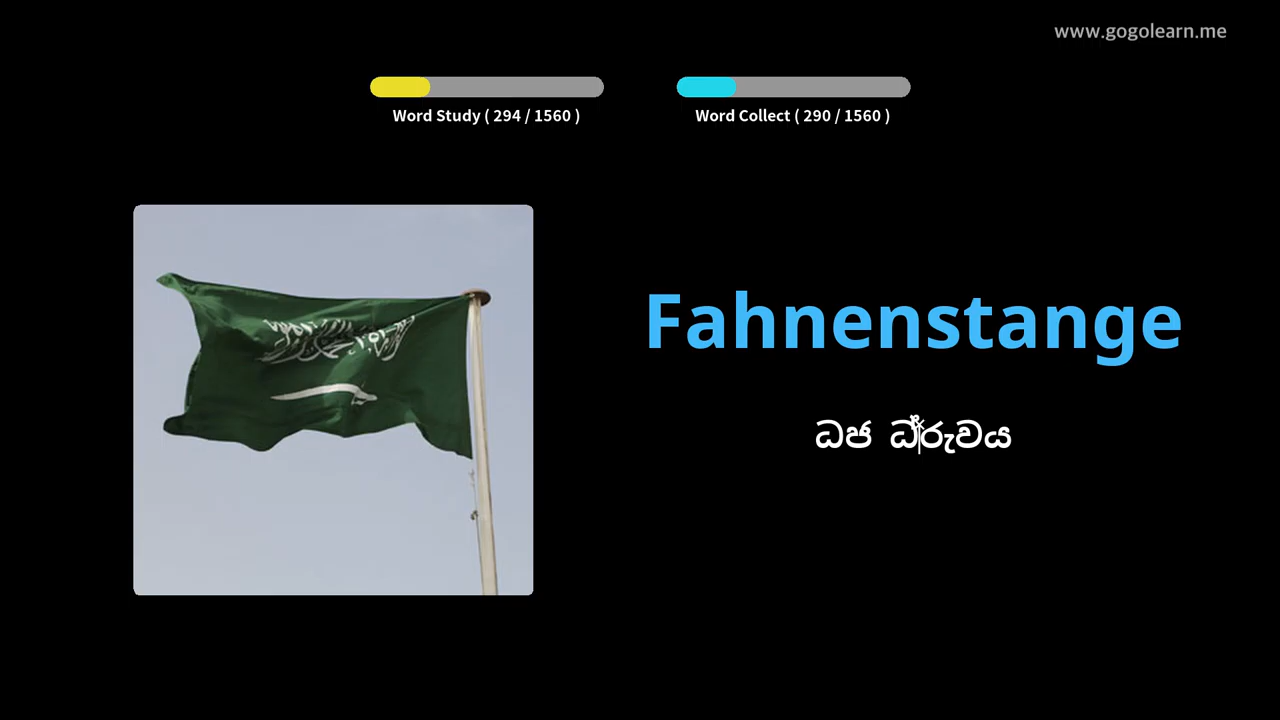 www.gogolearn.me
Word Study ( 294 / 1560 )
Word Collect ( 290 / 1560 )
Fahnenstange
ධජ ධ්‍රැවය